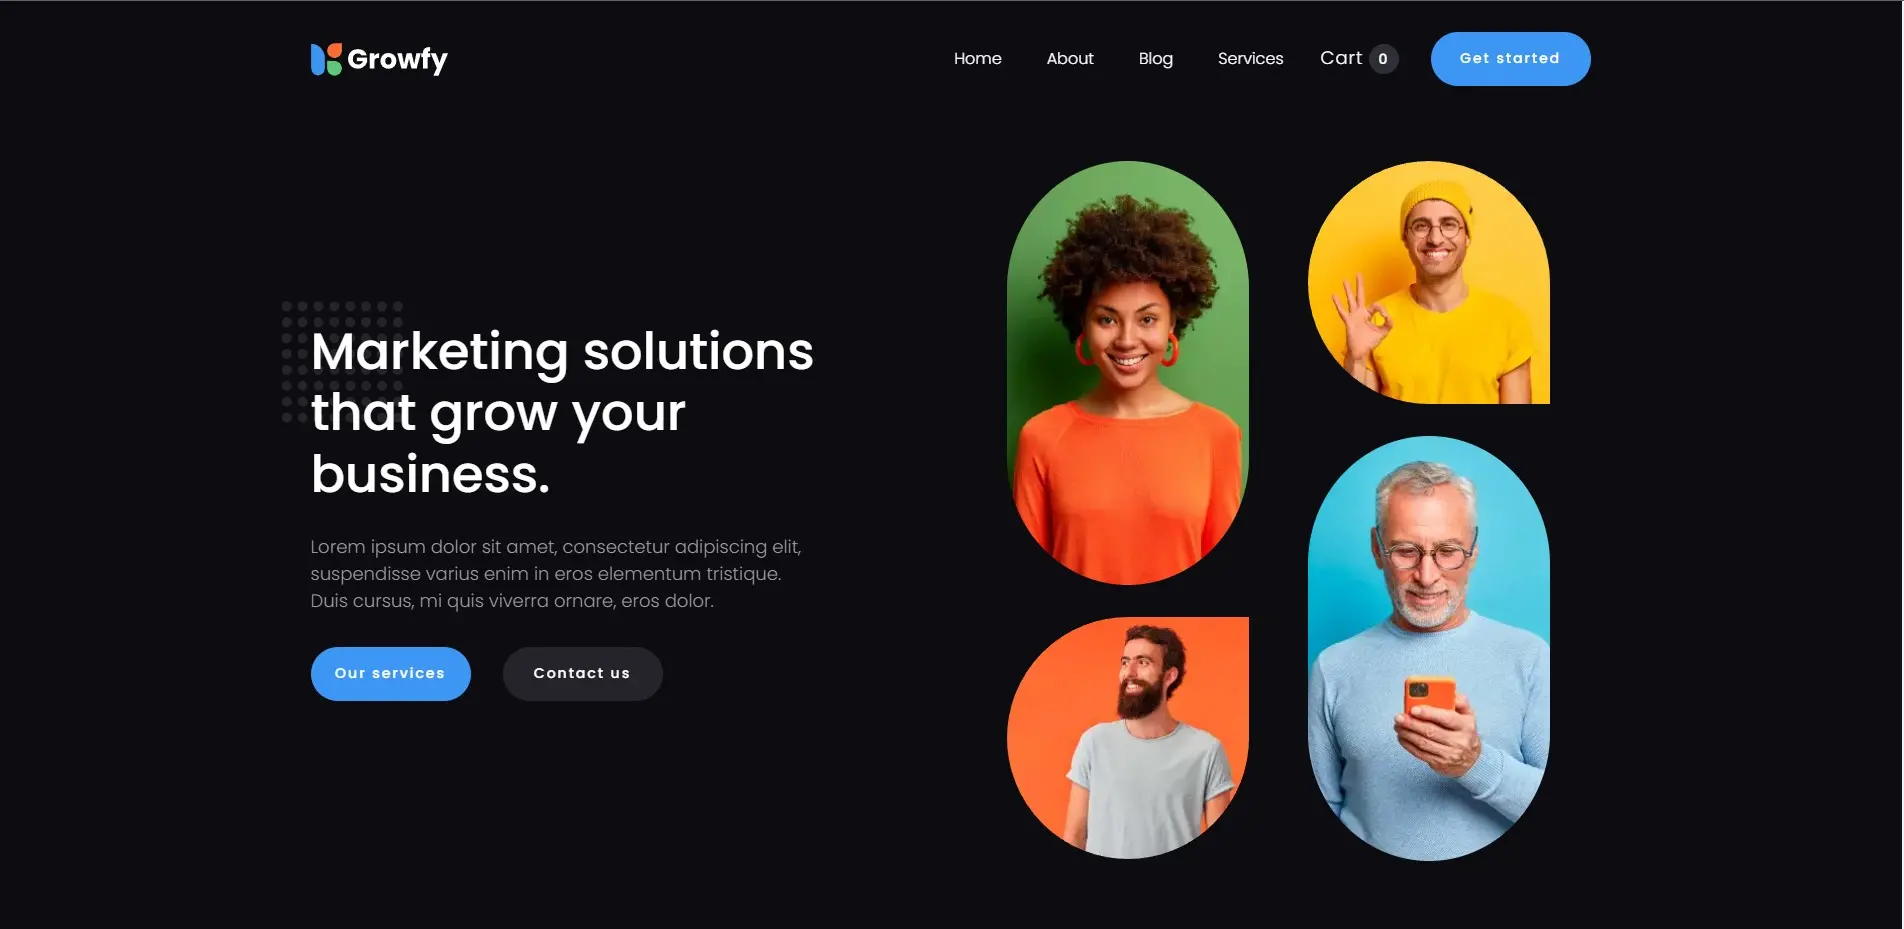 Growfy
Home About Blog Services Cart 0 Get started
Marketing solutions
that grow your
business.
Lorem ipsum dolor sit amet, consectetur adipiscing elit,
suspendisse varius enim in eros elementum tristique.
Duis cursus, mi quis viverra ornare, eros dolor.
Our services Contact us